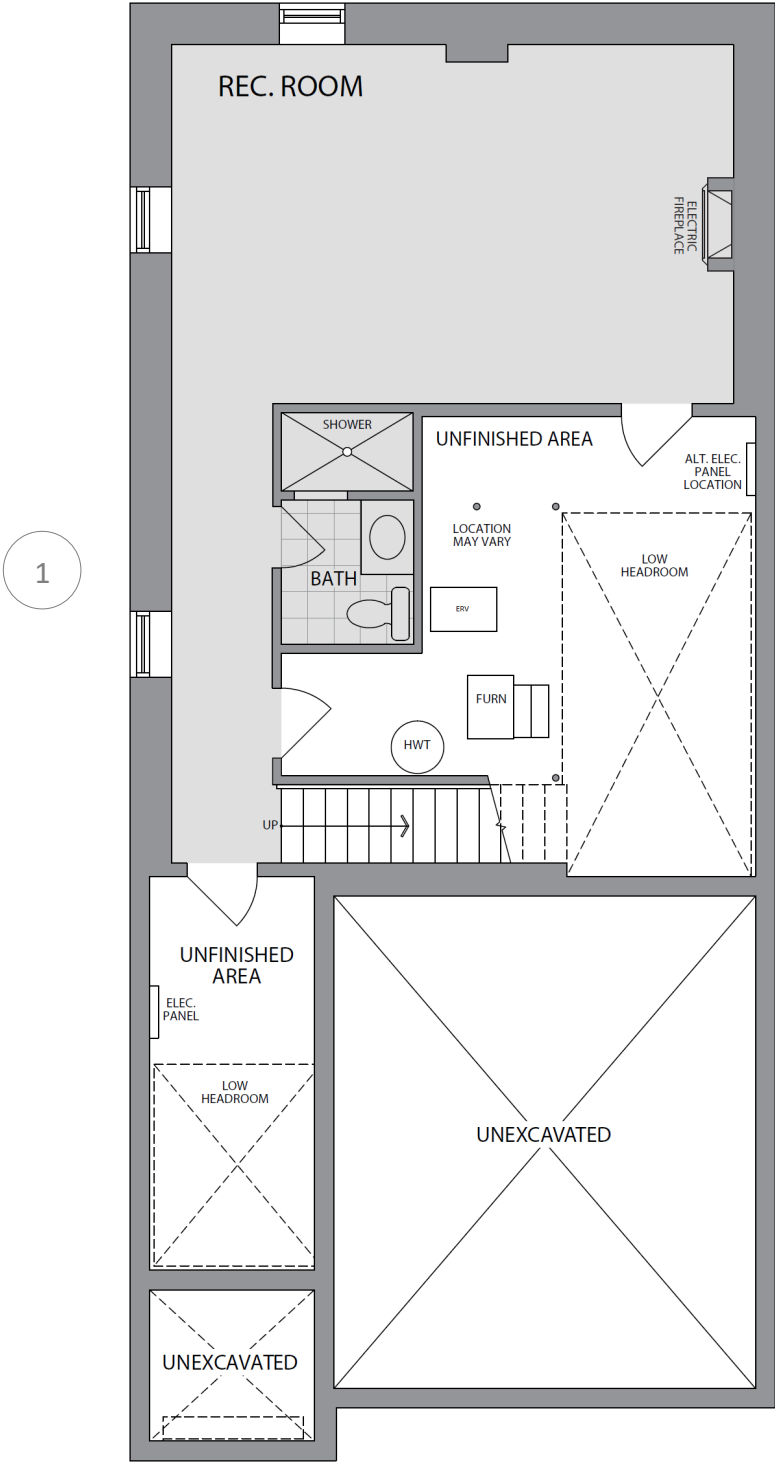 REC. ROOM
ELECTRIC
FIREPLACE
SHOWER
UNFINISHED AREA
ALT. ELEC.
PANEL
LOCATION
LOCATION
MAY VARY
LOW
HEADROOM
1
BATH
ERV
FURN
HWT
UP
UNFINISHED
AREA
ELEC.
PANEL
LOW
HEADROOM
UNEXCAVATED
UNEXCAVATED